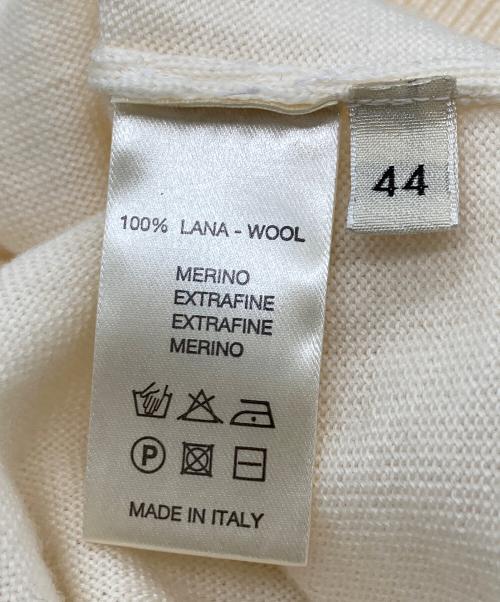 44
100% LANA - WOOL
MERINO
EXTRAFINE
EXTRAFINE
MERINO
P
MADE IN ITALY